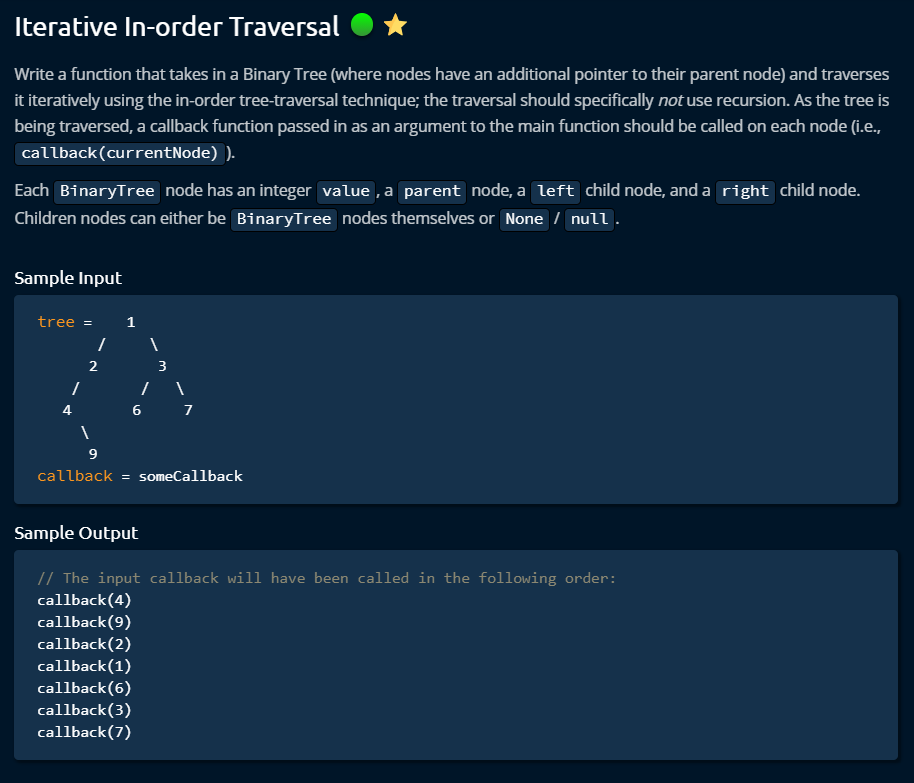 Iterative In-order Traversal
Write a function that takes in a Binary Tree (where nodes have an additional pointer to their parent node) and traverses
it iteratively using the in-order tree-traversal technique; the traversal should specifically not use recursion. As the tree is
being traversed, a callback function passed in as an argument to the main function should be called on each node (i.e.,
callback(currentNode) ).
Each BinaryTree node has an integer value, a parent node, a left child node, and a right child node.
Children nodes can either be BinaryTree nodes themselves or None / null .
Sample Input
tree =    1
       /     \
      2       3
    /       /   \
   4       6     7
     \
      9
callback = someCallback
Sample Output
// The input callback will have been called in the following order:
callback(4)
callback(9)
callback(2)
callback(1)
callback(6)
callback(3)
callback(7)